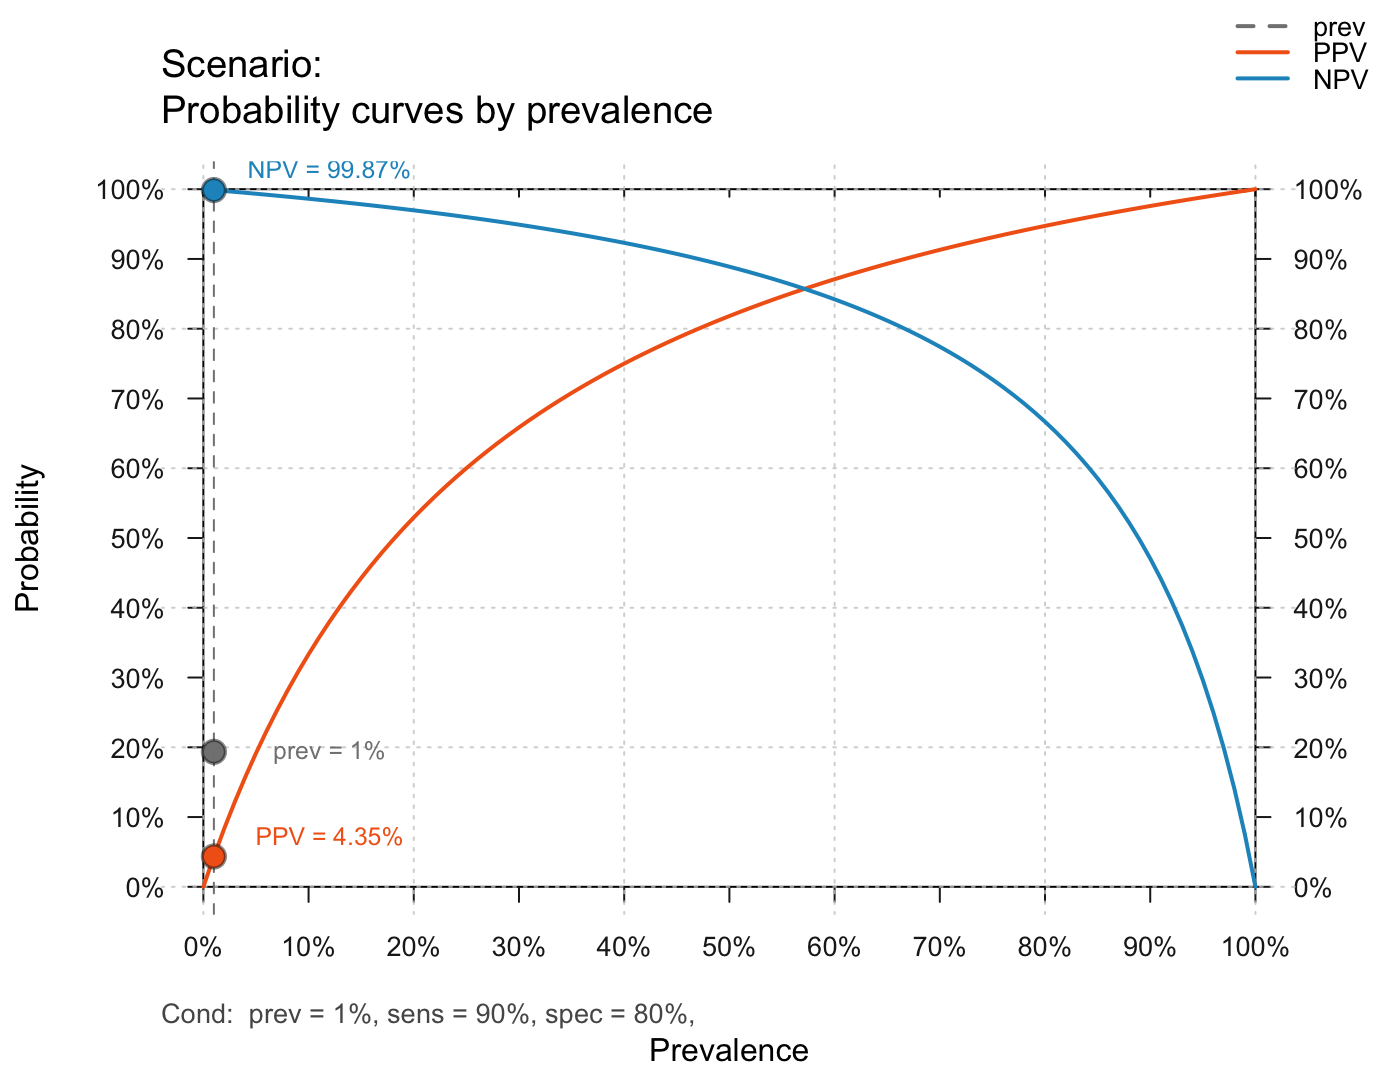 prev
PPV
NPV
Scenario:
Probability curves by prevalence
NPV = 99.87%
100%
90%
80%
70%
60%
50%
40%
30%
20%
10%
0%
Probability
prev = 1%
PPV = 4.35%
100%
90%
80%
70%
60%
50%
40%
30%
20%
10%
0%
0% 10% 20% 30% 40% 50% 60% 70% 80% 90% 100%
Cond:  prev = 1%, sens = 90%, spec = 80%,
Prevalence